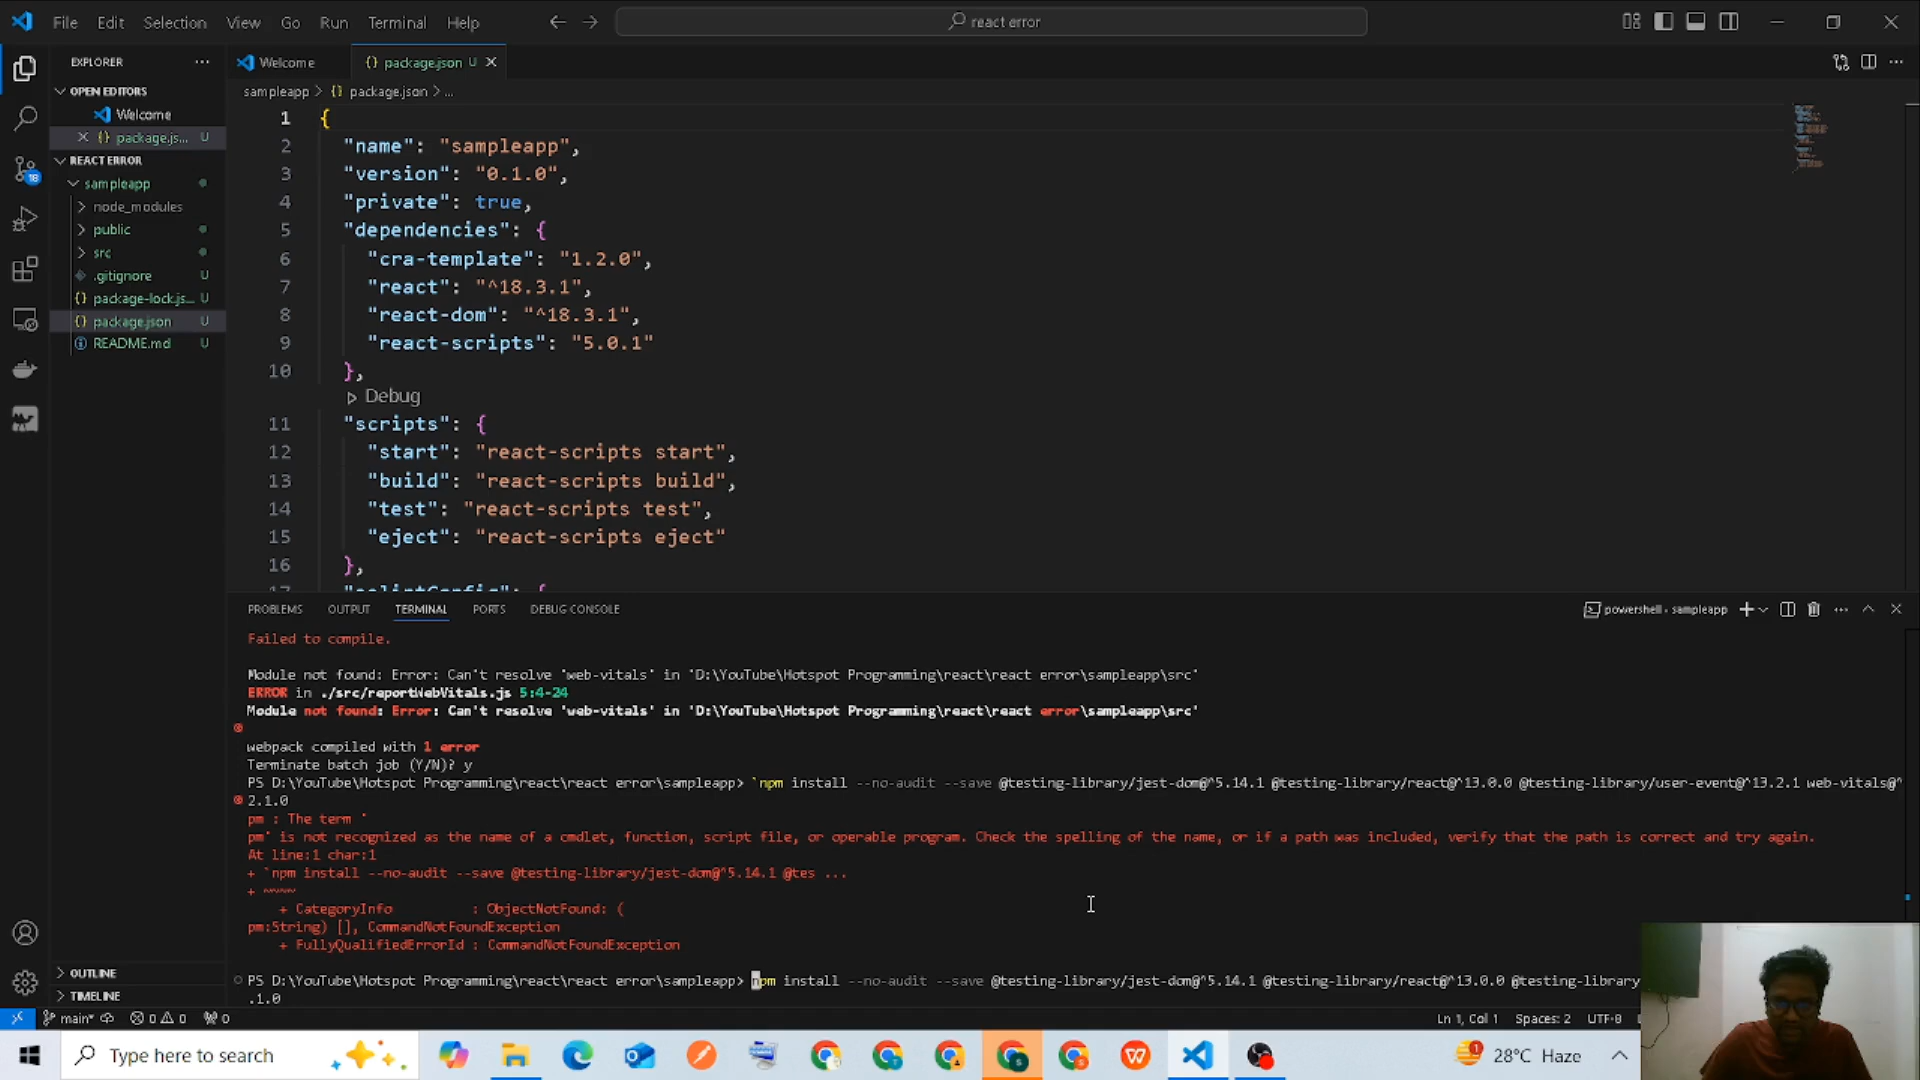 File Edit Selection View Go Run Terminal Help
react error
EXPLORER
Welcome
package.json U
OPEN EDITORS
Welcome
package.js... U
REACT ERROR
sampleapp
node_modules
public
src
.gitignore U
package-lock.js... U
package.json U
README.md U
18
OUTLINE
TIMELINE
sampleapp > {} package.json > ...
1 {
2 "name": "sampleapp",
3 "version": "0.1.0",
4 "private": true,
5 "dependencies": {
6 "cra-template": "1.2.0",
7 "react": "^18.3.1",
8 "react-dom": "^18.3.1",
9 "react-scripts": "5.0.1"
10 },
Debug
11 "scripts": {
12 "start": "react-scripts start",
13 "build": "react-scripts build",
14 "test": "react-scripts test",
15 "eject": "react-scripts eject"
16 },
17 "eslintConfig": {
PROBLEMS OUTPUT TERMINAL PORTS DEBUG CONSOLE
powershell - sampleapp
Failed to compile.
Module not found: Error: Can't resolve 'web-vitals' in 'D:\YouTube\Hotspot Programming\react\react error\sampleapp\src'
ERROR in ./src/reportWebVitals.js 5:4-24
Module not found: Error: Can't resolve 'web-vitals' in 'D:\YouTube\Hotspot Programming\react\react error\sampleapp\src'
webpack compiled with 1 error
Terminate batch job (Y/N)? y
PS D:\YouTube\Hotspot Programming\react\react error\sampleapp> `npm install --no-audit --save @testing-library/jest-dom@^5.14.1 @testing-library/react@^13.0.0 @testing-library/user-event@^13.2.1 web-vitals@^
2.1.0
pm : The term '
pm' is not recognized as the name of a cmdlet, function, script file, or operable program. Check the spelling of the name, or if a path was included, verify that the path is correct and try again.
At line:1 char:1
+ `npm install --no-audit --save @testing-library/jest-dom@^5.14.1 @tes ...
+ ~~~~
+ CategoryInfo : ObjectNotFound: (
pm:String) [], CommandNotFoundException
+ FullyQualifiedErrorId : CommandNotFoundException
PS D:\YouTube\Hotspot Programming\react\react error\sampleapp> npm install --no-audit --save @testing-library/jest-dom@^5.14.1 @testing-library/react@^13.0.0 @testing-library
.1.0
main* 0 0 0
Ln 1, Col 1 Spaces: 2 UTF-8
Type here to search
1
28°C Haze